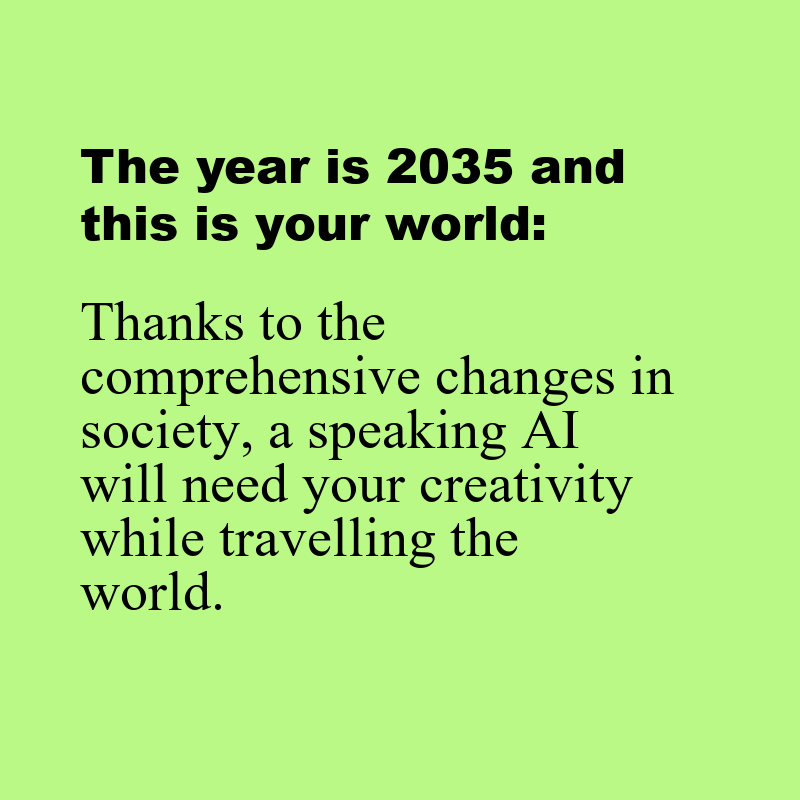 The year is 2035 and
this is your world:
Thanks to the
comprehensive changes in
society, a speaking AI
will need your creativity
while travelling the
world.